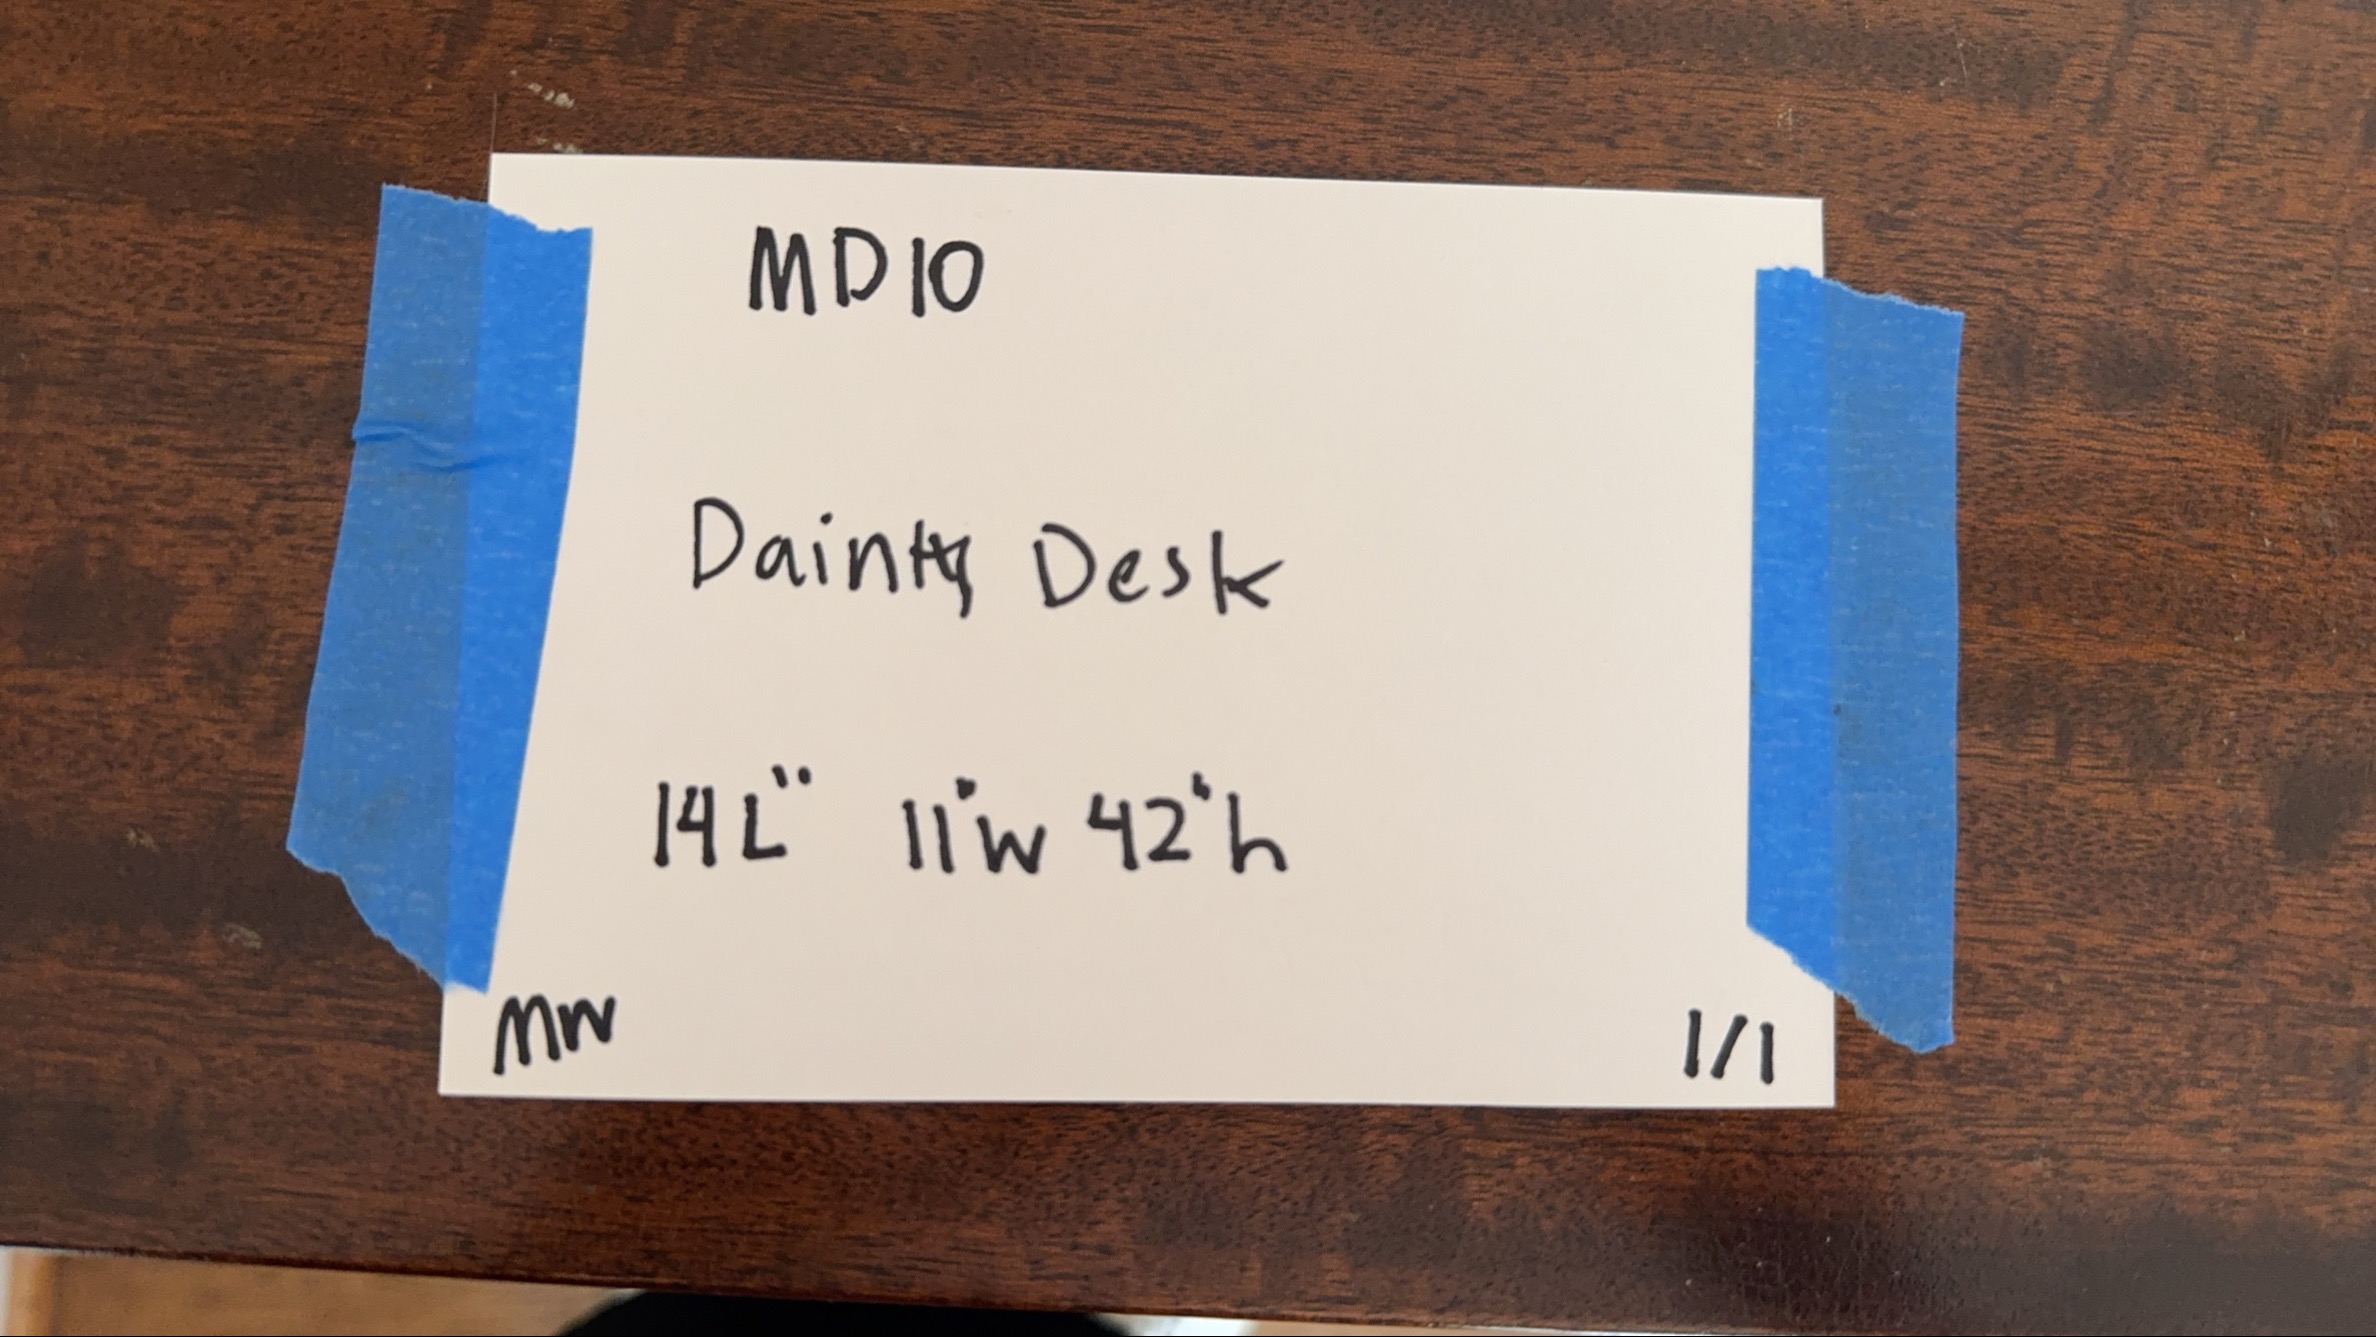 MD10
Dainty Desk
14L" 11"w 42"h
MW 1/1